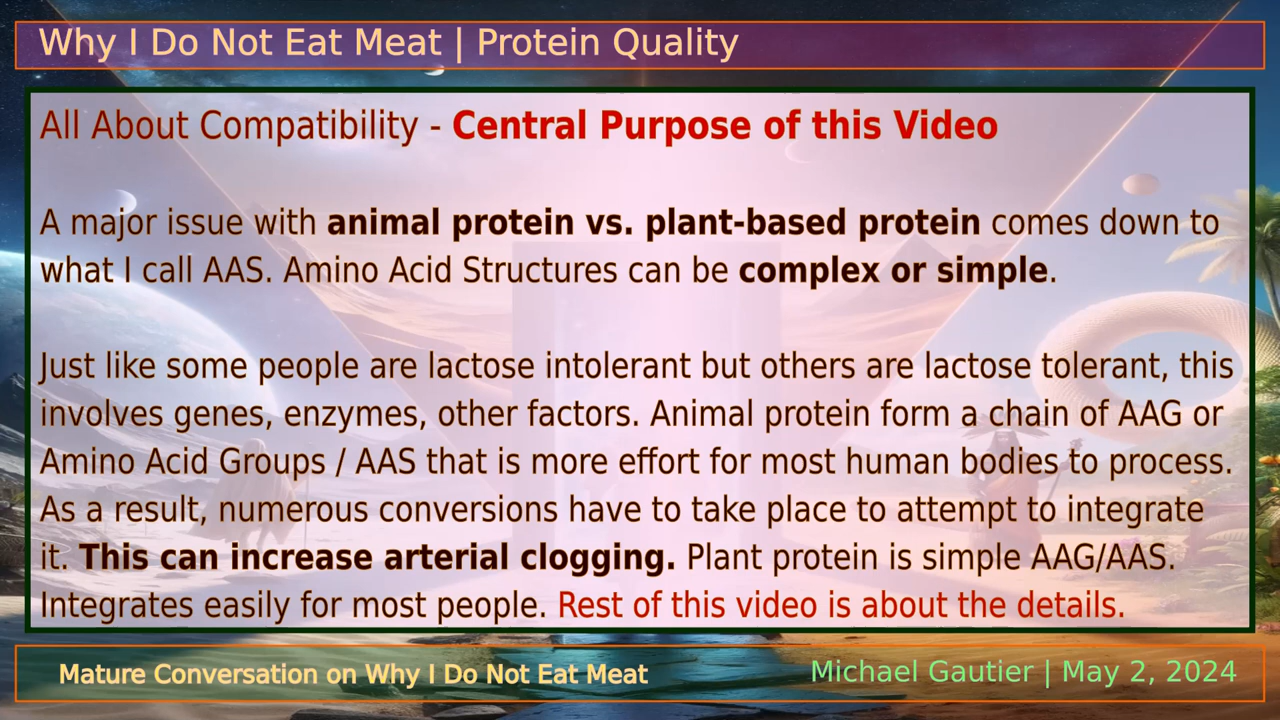 Why I Do Not Eat Meat | Protein Quality
All About Compatibility - Central Purpose of this Video
A major issue with animal protein vs. plant-based protein comes down to
what I call AAS. Amino Acid Structures can be complex or simple.
Just like some people are lactose intolerant but others are lactose tolerant, this
involves genes, enzymes, other factors. Animal protein form a chain of AAG or
Amino Acid Groups / AAS that is more effort for most human bodies to process.
As a result, numerous conversions have to take place to attempt to integrate
it. This can increase arterial clogging. Plant protein is simple AAG/AAS.
Integrates easily for most people. Rest of this video is about the details.
Mature Conversation on Why I Do Not Eat Meat
Michael Gautier | May 2, 2024